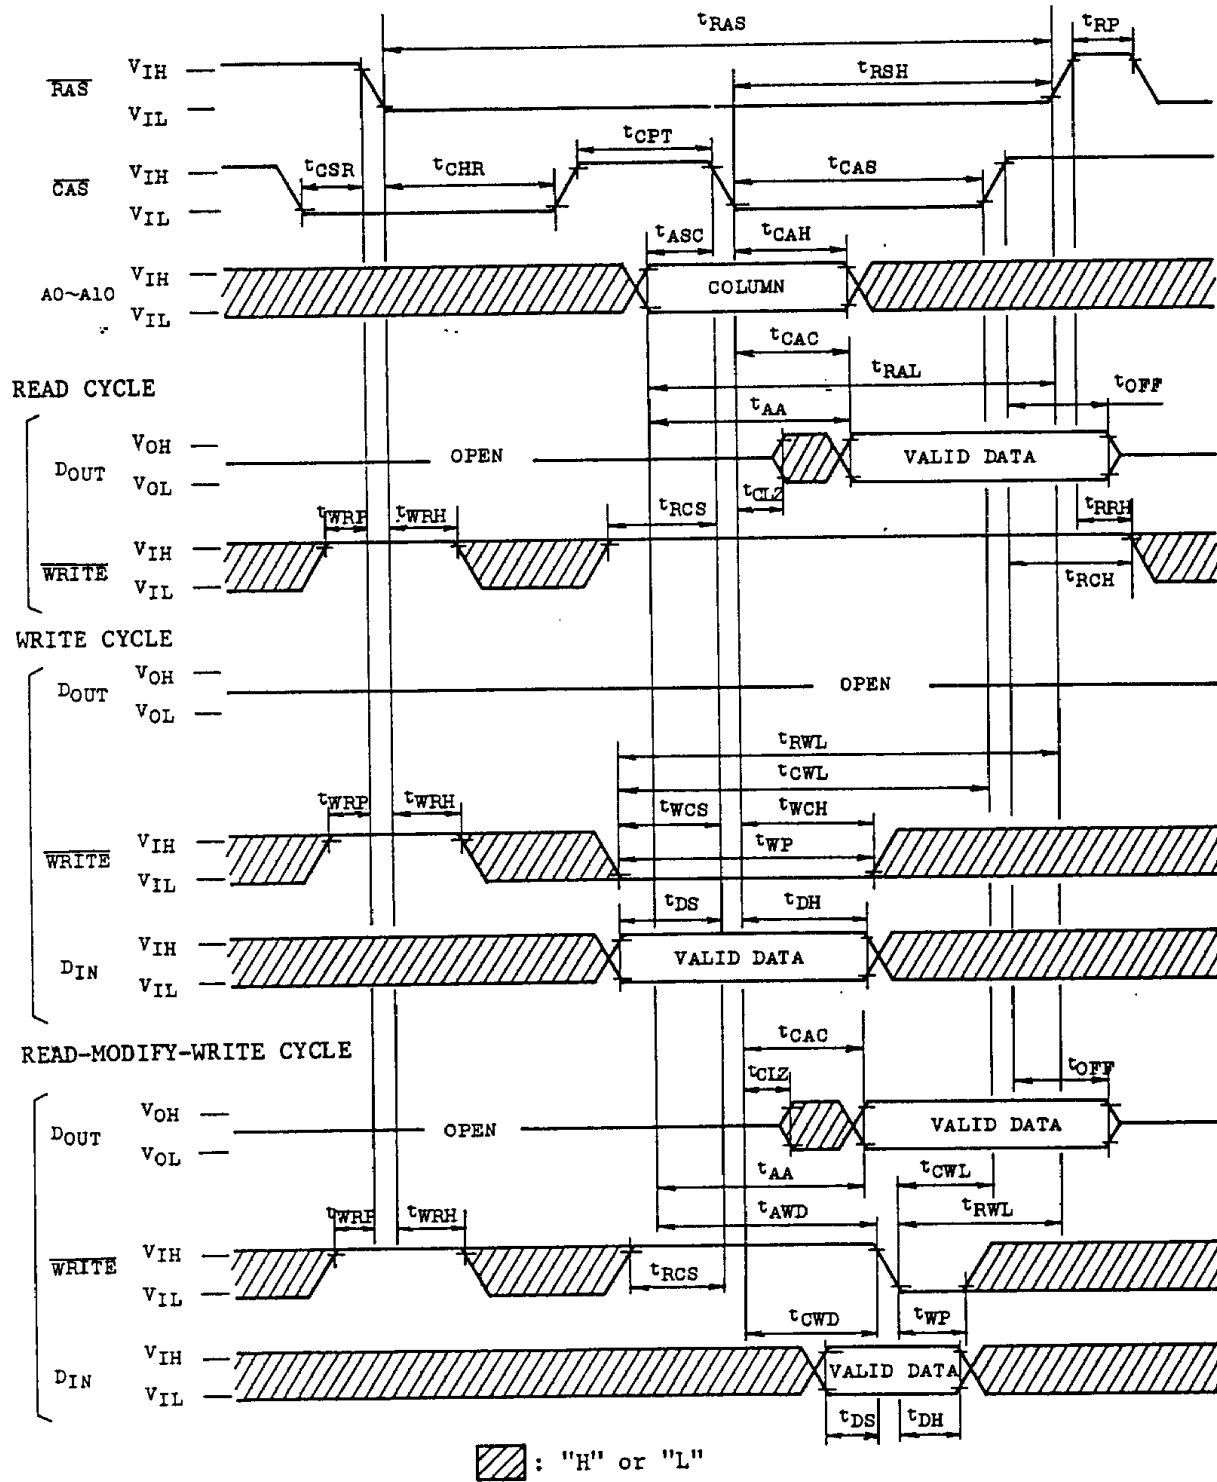 tRAS
tRP
RAS VIH
tRSH
VIL
tCPT
CAS VIH
tCSR
tCHR
tCAS
VIL
tASC
tCAH
A0~A10 VIH
COLUMN
VIL
tCAC
tRAL
READ CYCLE
tOFF
tAA
DOUT VOH
OPEN
VALID DATA
VOL
tCLZ
tWRP
tWRH
tRCS
tRRH
WRITE VIH
VIL
tRCH
WRITE CYCLE
DOUT VOH
OPEN
VOL
tRWL
tCWL
tWRP
tWRH
tWCS
tWCH
WRITE VIH
tWP
VIL
tDS
tDH
DIN VIH
VALID DATA
VIL
READ-MODIFY-WRITE CYCLE
tCAC
tCLZ
tOFF
DOUT VOH
OPEN
VALID DATA
VOL
tAA
tCWL
tWRP
tWRH
tAWD
tRWL
WRITE VIH
tRCS
VIL
tCWD
tWP
DIN VIH
VALID DATA
VIL
tDS
tDH
: "H" or "L"